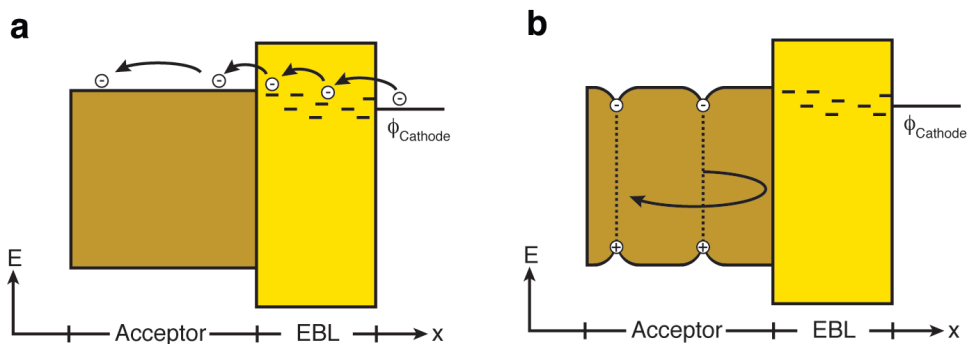 a
b
ϕCathode
ϕCathode
E
E
Acceptor
EBL
x
Acceptor
EBL
x